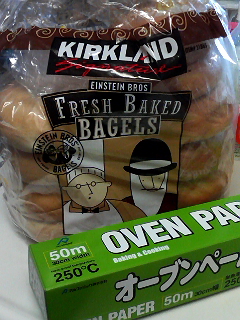 KIRKLAND
Signature
EINSTEIN BROS
FRESH BAKED
BAGELS
EINSTEIN BROS
BAGELS
50m
250℃
OVEN PAP
Baking & Cooking
オーブンペー
PAPER
50m